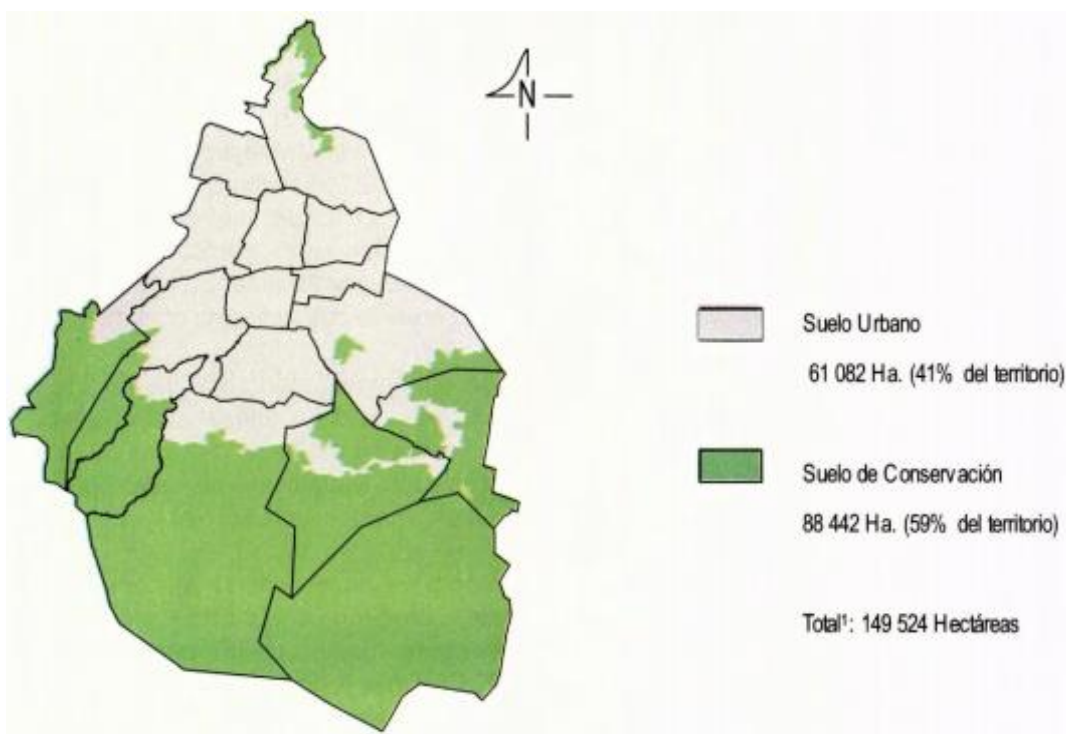 N
Suelo Urbano
61 082 Ha. (41% del territorio)
Suelo de Conservación
88 442 Ha. (59% del territorio)
Total¹: 149 524 Hectáreas